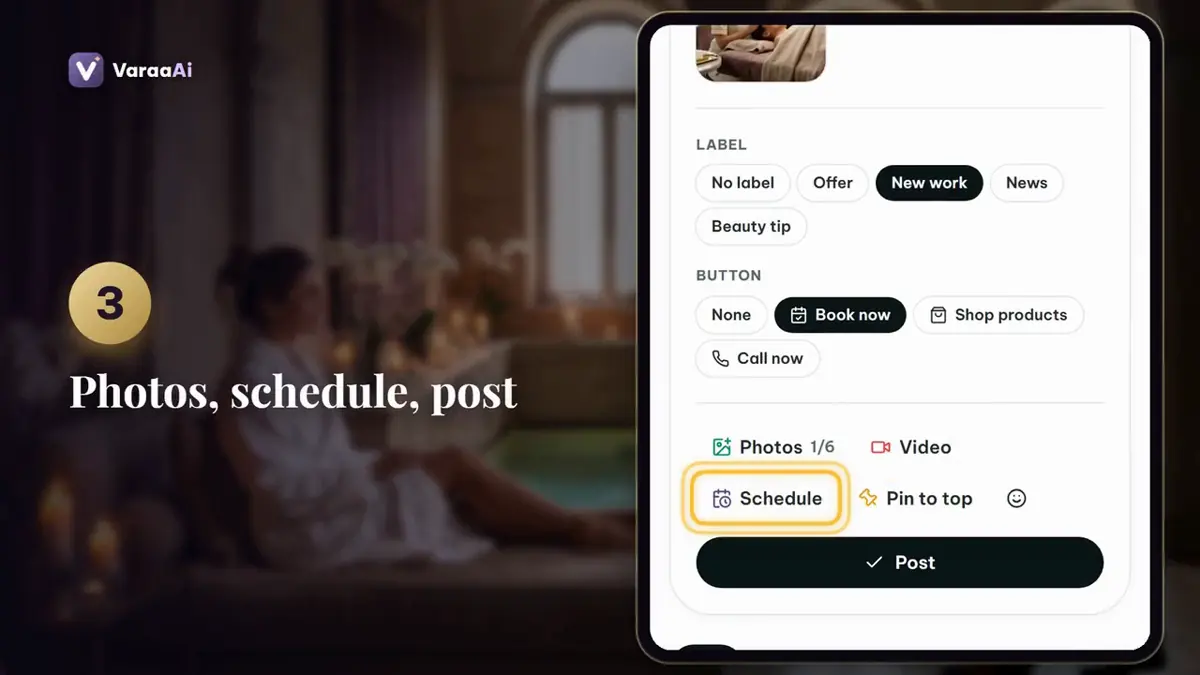 VaraaAi
3
Photos, schedule, post
LABEL
No label
Offer
New work
News
Beauty tip
BUTTON
None
Book now
Shop products
Call now
Photos 1/6
Video
Schedule
Pin to top
Post